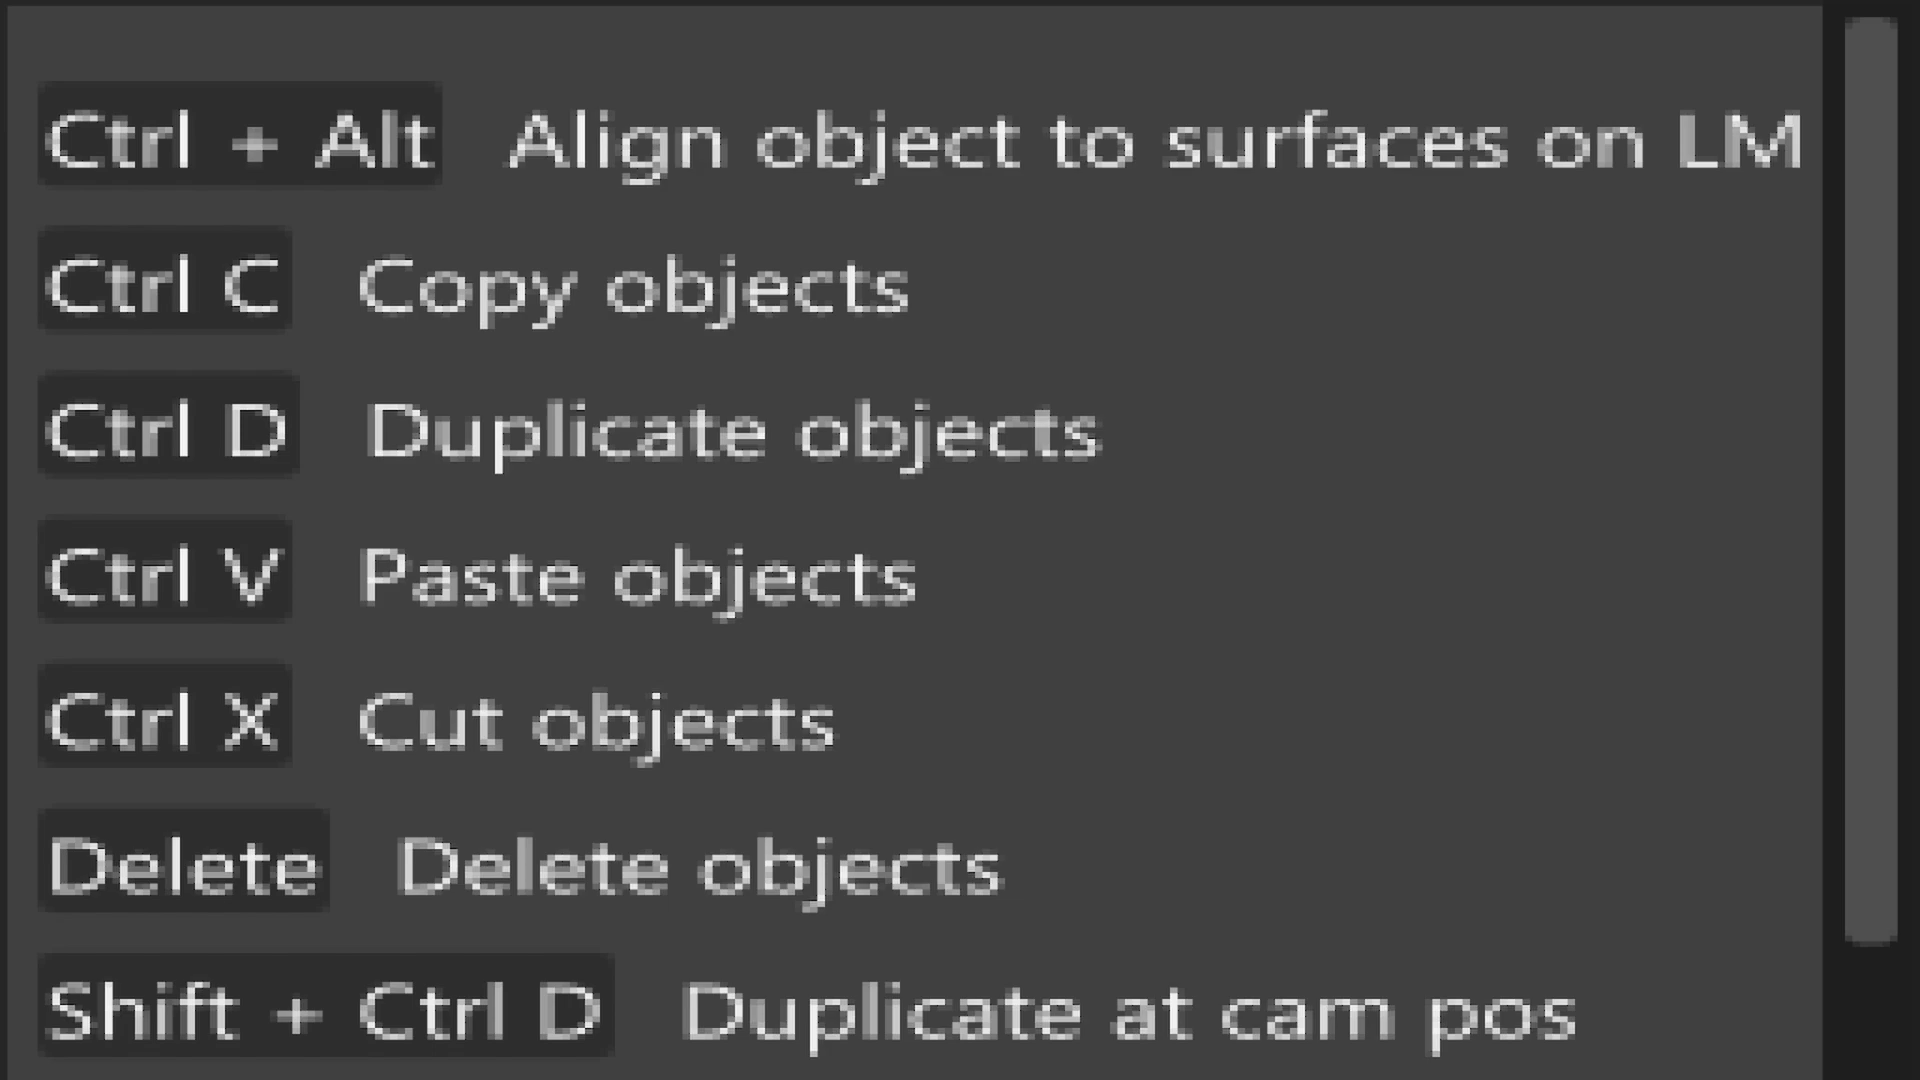 Ctrl + Alt Align object to surfaces on LM
Ctrl C Copy objects
Ctrl D Duplicate objects
Ctrl V Paste objects
Ctrl X Cut objects
Delete Delete objects
Shift + Ctrl D Duplicate at cam pos